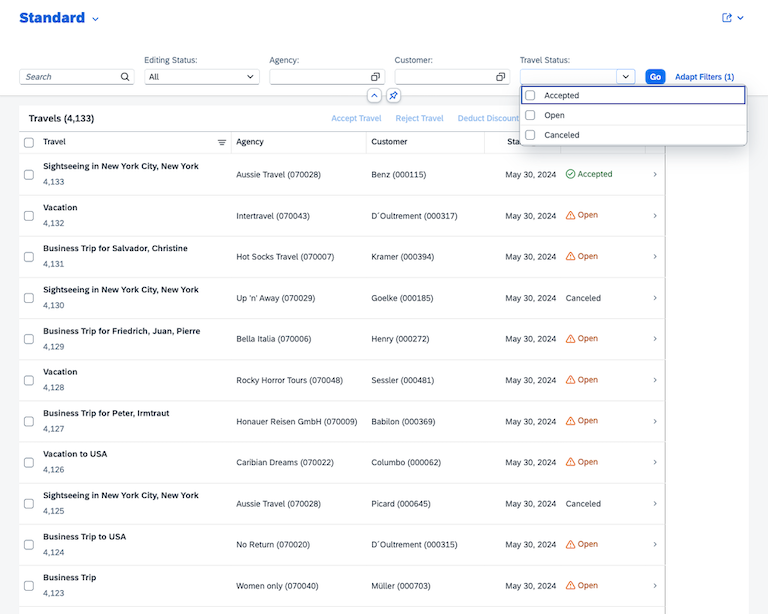 Standard
Editing Status:
Agency:
Customer:
Travel Status:
Search
All
Go
Adapt Filters (1)
Accepted
Open
Canceled
Travels (4,133)
Accept Travel
Reject Travel
Deduct Discount
Travel
Agency
Customer
Sta
Sightseeing in New York City, New York
4,133
Aussie Travel (070028)
Benz (000115)
May 30, 2024
Accepted
Vacation
4,132
Intertravel (070043)
D´Oultrement (000317)
May 30, 2024
Open
Business Trip for Salvador, Christine
4,131
Hot Socks Travel (070007)
Kramer (000394)
May 30, 2024
Open
Sightseeing in New York City, New York
4,130
Up 'n' Away (070029)
Goelke (000185)
May 30, 2024
Canceled
Business Trip for Friedrich, Juan, Pierre
4,129
Bella Italia (070006)
Henry (000272)
May 30, 2024
Open
Vacation
4,128
Rocky Horror Tours (070048)
Sessler (000481)
May 30, 2024
Open
Business Trip for Peter, Irmtraut
4,127
Honauer Reisen GmbH (070009)
Babilon (000369)
May 30, 2024
Open
Vacation to USA
4,126
Caribian Dreams (070022)
Columbo (000062)
May 30, 2024
Open
Sightseeing in New York City, New York
4,125
Aussie Travel (070028)
Picard (000645)
May 30, 2024
Canceled
Business Trip to USA
4,124
No Return (070020)
D´Oultrement (000315)
May 30, 2024
Open
Business Trip
4,123
Women only (070040)
Müller (000703)
May 30, 2024
Open